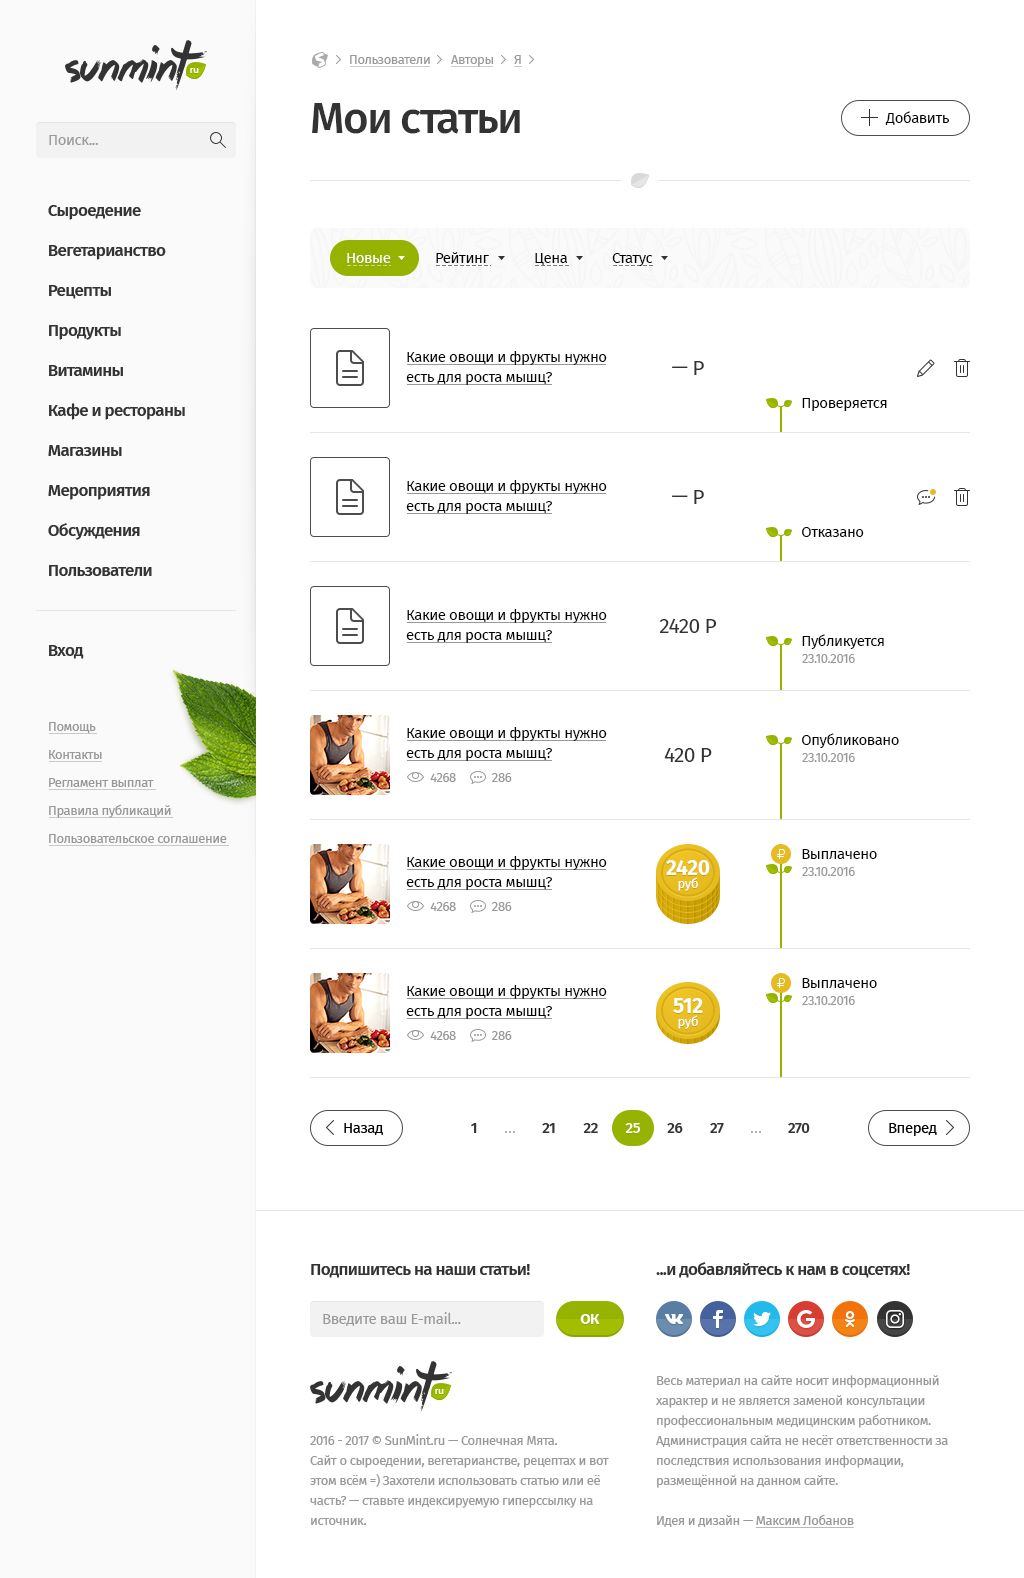 sunmint ru
Поиск...
Сыроедение
Вегетарианство
Рецепты
Продукты
Витамины
Кафе и рестораны
Магазины
Мероприятия
Обсуждения
Пользователи
Вход
Помощь
Контакты
Регламент выплат
Правила публикаций
Пользовательское соглашение
Пользователи Авторы Я
Мои статьи
Добавить
Новые Рейтинг Цена Статус
Какие овощи и фрукты нужно
есть для роста мышц?
— Р
Проверяется
Какие овощи и фрукты нужно
есть для роста мышц?
— Р
Отказано
Какие овощи и фрукты нужно
есть для роста мышц?
2420 Р
Публикуется
23.10.2016
Какие овощи и фрукты нужно
есть для роста мышц?
4268 286
420 Р
Опубликовано
23.10.2016
Какие овощи и фрукты нужно
есть для роста мышц?
4268 286
2420
руб
₽
Выплачено
23.10.2016
Какие овощи и фрукты нужно
есть для роста мышц?
4268 286
512
руб
₽
Выплачено
23.10.2016
Назад 1 ... 21 22 25 26 27 ... 270 Вперед
Подпишитесь на наши статьи!
Введите ваш E-mail... OK
sunmint ru
2016 - 2017 © SunMint.ru — Солнечная Мята.
Сайт о сыроедении, вегетарианстве, рецептах и вот
этом всём =) Захотели использовать статью или её
часть? — ставьте индексируемую гиперссылку на
источник.
...и добавляйтесь к нам в соцсетях!
Весь материал на сайте носит информационный
характер и не является заменой консультации
профессиональным медицинским работником.
Администрация сайта не несёт ответственности за
последствия использования информации,
размещённой на данном сайте.
Идея и дизайн — Максим Лобанов